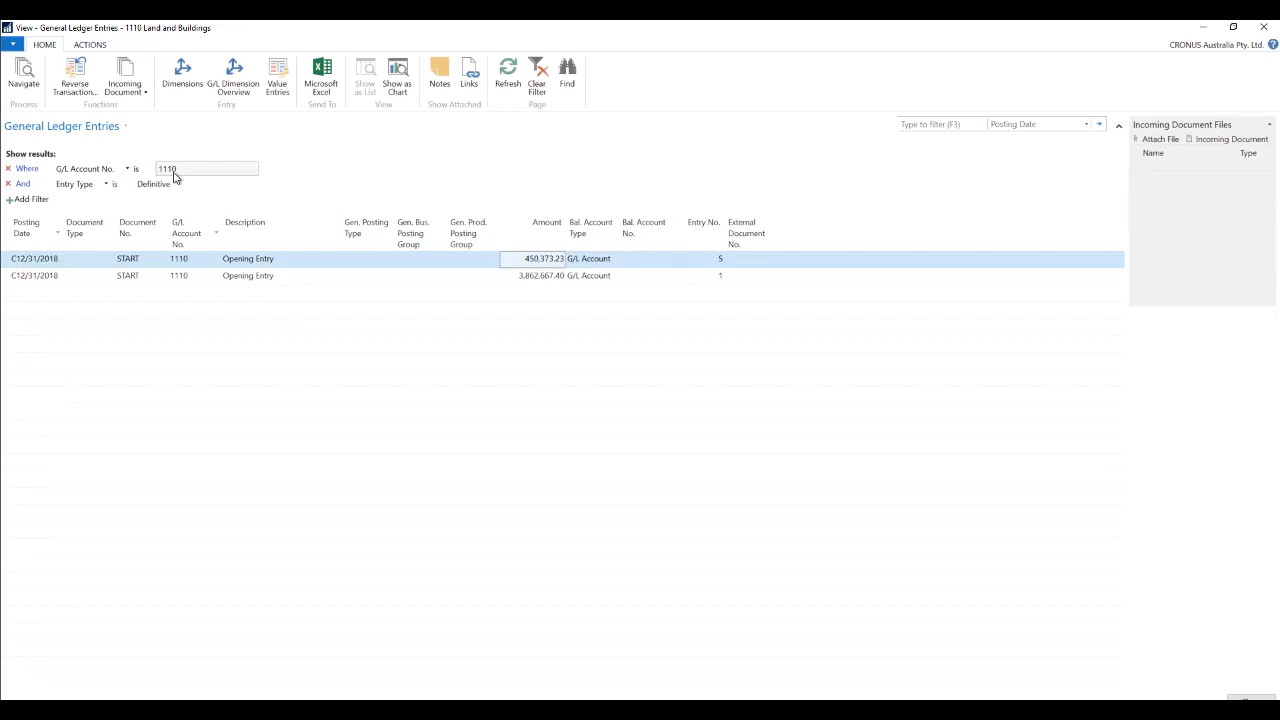 View - General Ledger Entries - 1110 Land and Buildings
HOME ACTIONS CRONUS Australia Pty. Ltd.
Navigate Reverse Transaction... Incoming Document Dimensions G/L Dimension Overview Value Entries Microsoft Excel Show as List Show as Chart Notes Links Refresh Clear Filter Find
Process Functions Entry Send To View Show Attached Page
General Ledger Entries Type to filter (F3) Posting Date
Show results:
Where G/L Account No. is 1110
And Entry Type is Definitive
Add Filter
Posting Date Document Type Document No. G/L Account No. Description Gen. Posting Type Gen. Bus. Posting Group Gen. Prod. Posting Group Amount Bal. Account Type Bal. Account No. Entry No. External Document No.
C12/31/2018 START 1110 Opening Entry 450,373.23 G/L Account 5
C12/31/2018 START 1110 Opening Entry 3,862,667.40 G/L Account 1
Incoming Document Files
Attach File Incoming Document
Name Type